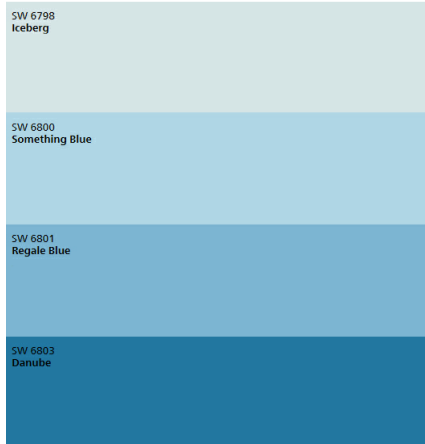 SW 6798
Iceberg
SW 6800
Something Blue
SW 6801
Regale Blue
SW 6803
Danube